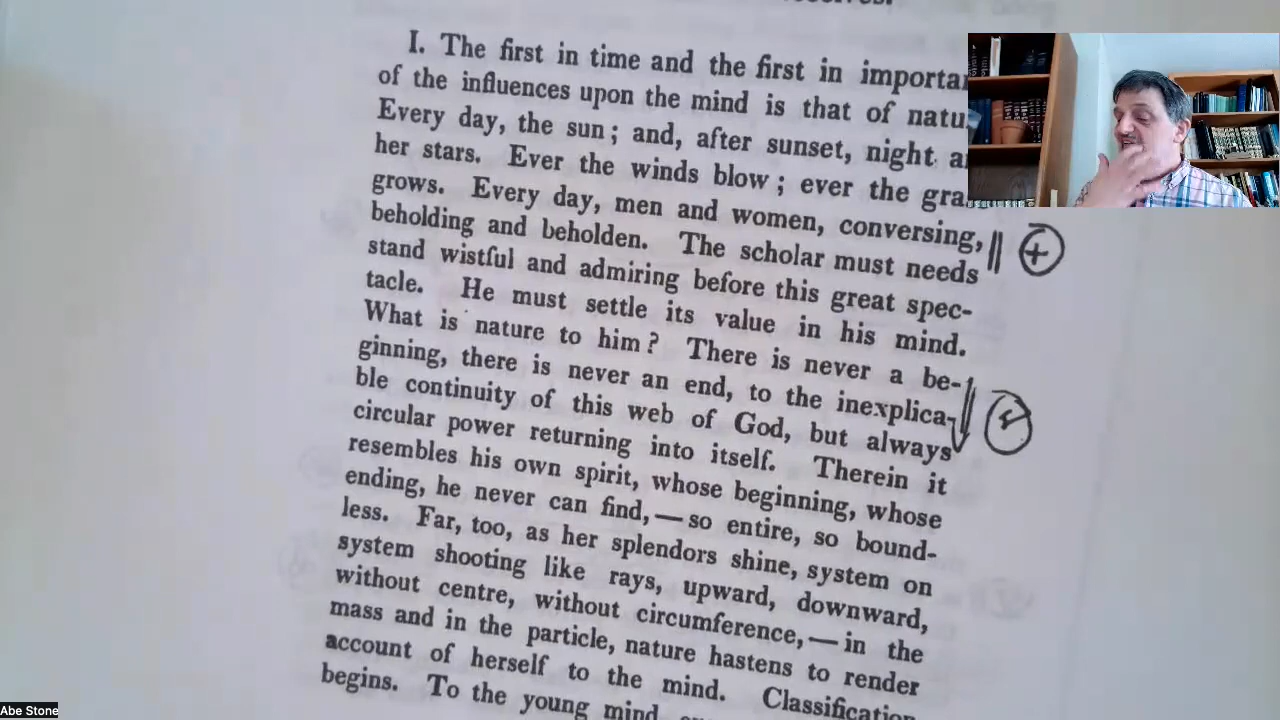 I. The first in time and the first in
of the influences upon the mind is that of
Every day, the sun; and, after sunset, night
her stars. Ever the winds blow; ever the
grows. Every day, men and women, conversing,
beholding and beholden. The scholar must needs
stand wistful and admiring before this great spec-
tacle. He must settle its value in his mind.
What is nature to him? There is never a be-
ginning, there is never an end, to the inexplica-
ble continuity of this web of God, but always
circular power returning into itself. Therein it
resembles his own spirit, whose beginning, whose
ending, he never can find,—so entire, so bound-
less. Far, too, as her splendors shine, system on
system shooting like rays, upward, downward,
without centre, without circumference,—in the
mass and in the particle, nature hastens to render
account of herself to the mind. Classification
begins. To the young mind
Abe Stone